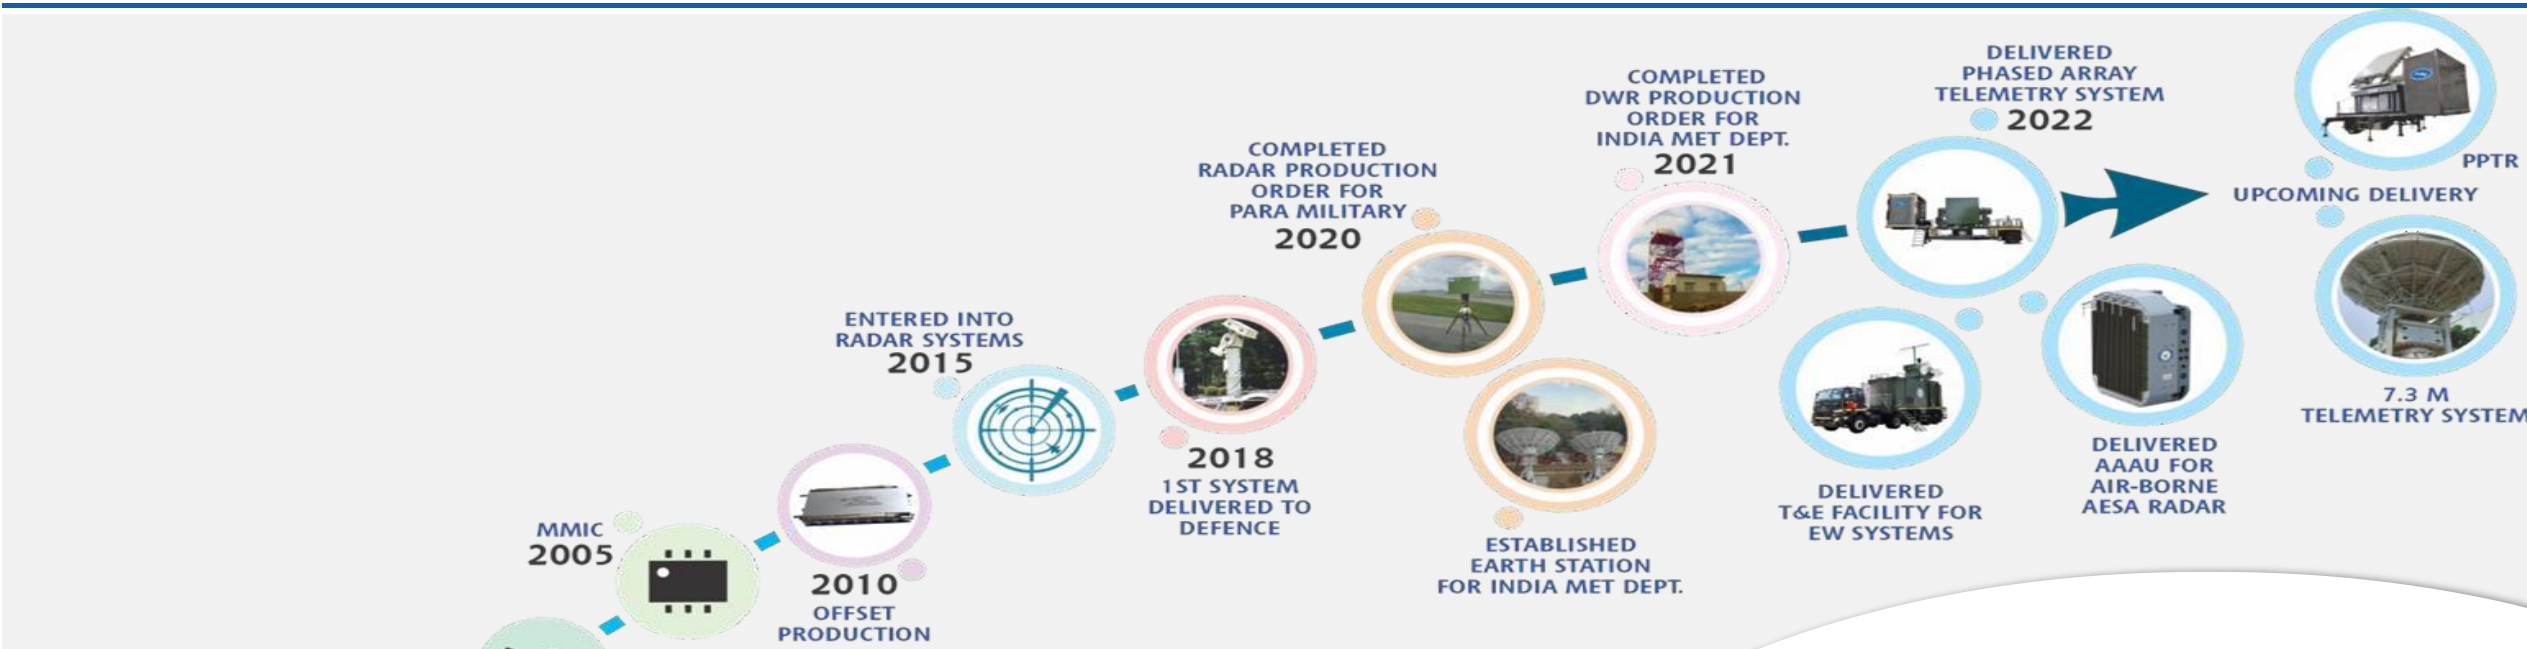 MMIC
2005
2010
OFFSET
PRODUCTION
ENTERED INTO
RADAR SYSTEMS
2015
2018
1ST SYSTEM
DELIVERED TO
DEFENCE
COMPLETED
RADAR PRODUCTION
ORDER FOR
PARA MILITARY
2020
ESTABLISHED
EARTH STATION
FOR INDIA MET DEPT.
COMPLETED
DWR PRODUCTION
ORDER FOR
INDIA MET DEPT.
2021
DELIVERED
PHASED ARRAY
TELEMETRY SYSTEM
2022
DELIVERED
T&E FACILITY FOR
EW SYSTEMS
DELIVERED
AAAU FOR
AIR-BORNE
AESA RADAR
PPTR
UPCOMING DELIVERY
7.3 M
TELEMETRY SYSTEM